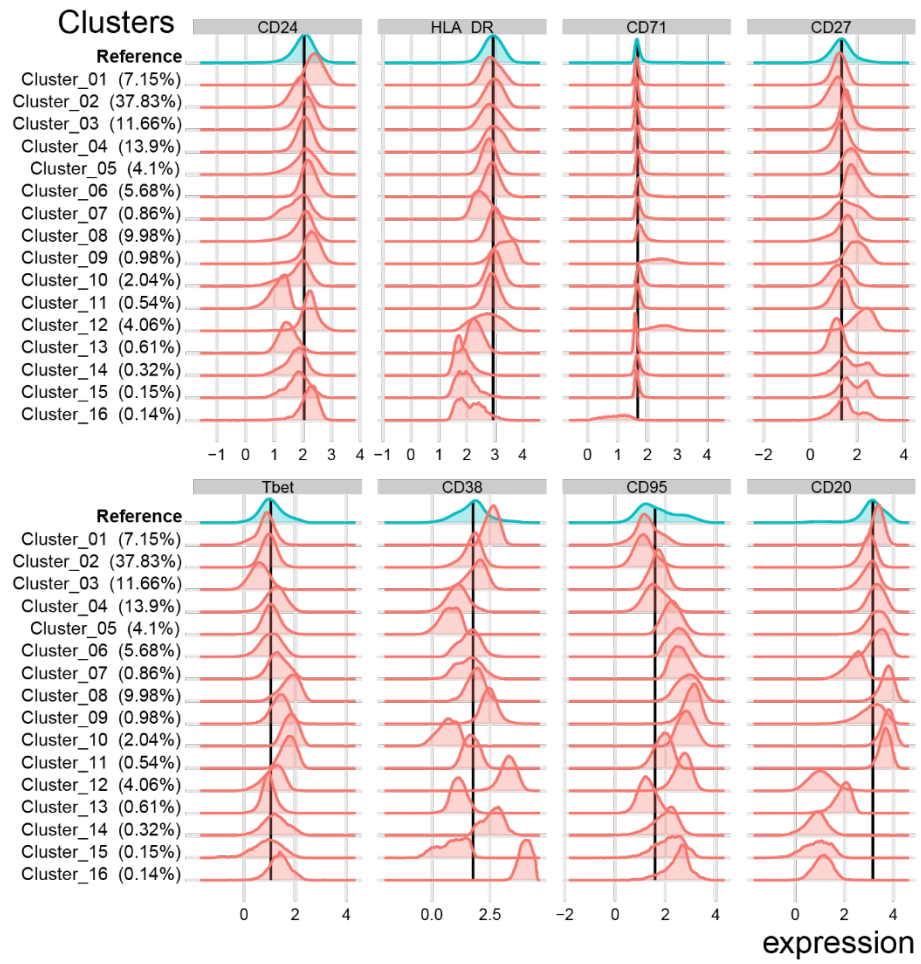 Clusters
CD24 HLA_DR CD71 CD27
Reference
Cluster_01 (7.15%)
Cluster_02 (37.83%)
Cluster_03 (11.66%)
Cluster_04 (13.9%)
Cluster_05 (4.1%)
Cluster_06 (5.68%)
Cluster_07 (0.86%)
Cluster_08 (9.98%)
Cluster_09 (0.98%)
Cluster_10 (2.04%)
Cluster_11 (0.54%)
Cluster_12 (4.06%)
Cluster_13 (0.61%)
Cluster_14 (0.32%)
Cluster_15 (0.15%)
Cluster_16 (0.14%)
−1 0 1 2 3 4 −1 0 1 2 3 4 0 2 4 −2 0 2 4
Tbet CD38 CD95 CD20
Reference
Cluster_01 (7.15%)
Cluster_02 (37.83%)
Cluster_03 (11.66%)
Cluster_04 (13.9%)
Cluster_05 (4.1%)
Cluster_06 (5.68%)
Cluster_07 (0.86%)
Cluster_08 (9.98%)
Cluster_09 (0.98%)
Cluster_10 (2.04%)
Cluster_11 (0.54%)
Cluster_12 (4.06%)
Cluster_13 (0.61%)
Cluster_14 (0.32%)
Cluster_15 (0.15%)
Cluster_16 (0.14%)
0 2 4 0.0 2.5 −2 0 2 4 0 2 4
expression